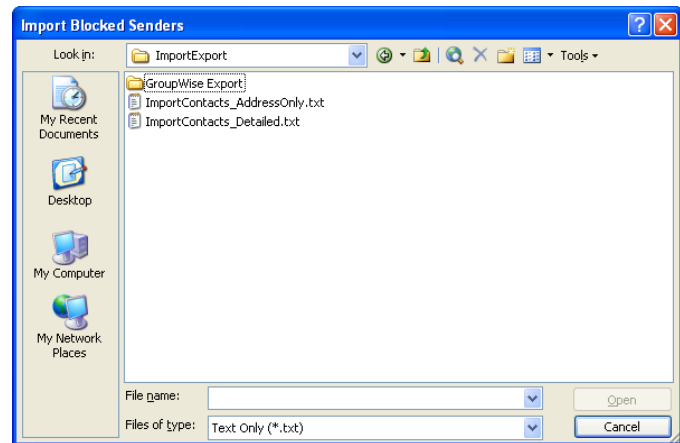 Import Blocked Senders
Look in: ImportExport Tools
GroupWise Export
ImportContacts_AddressOnly.txt
ImportContacts_Detailed.txt
My Recent
Documents
Desktop
My Computer
My Network
Places
File name: Open
Files of type: Text Only (*.txt) Cancel